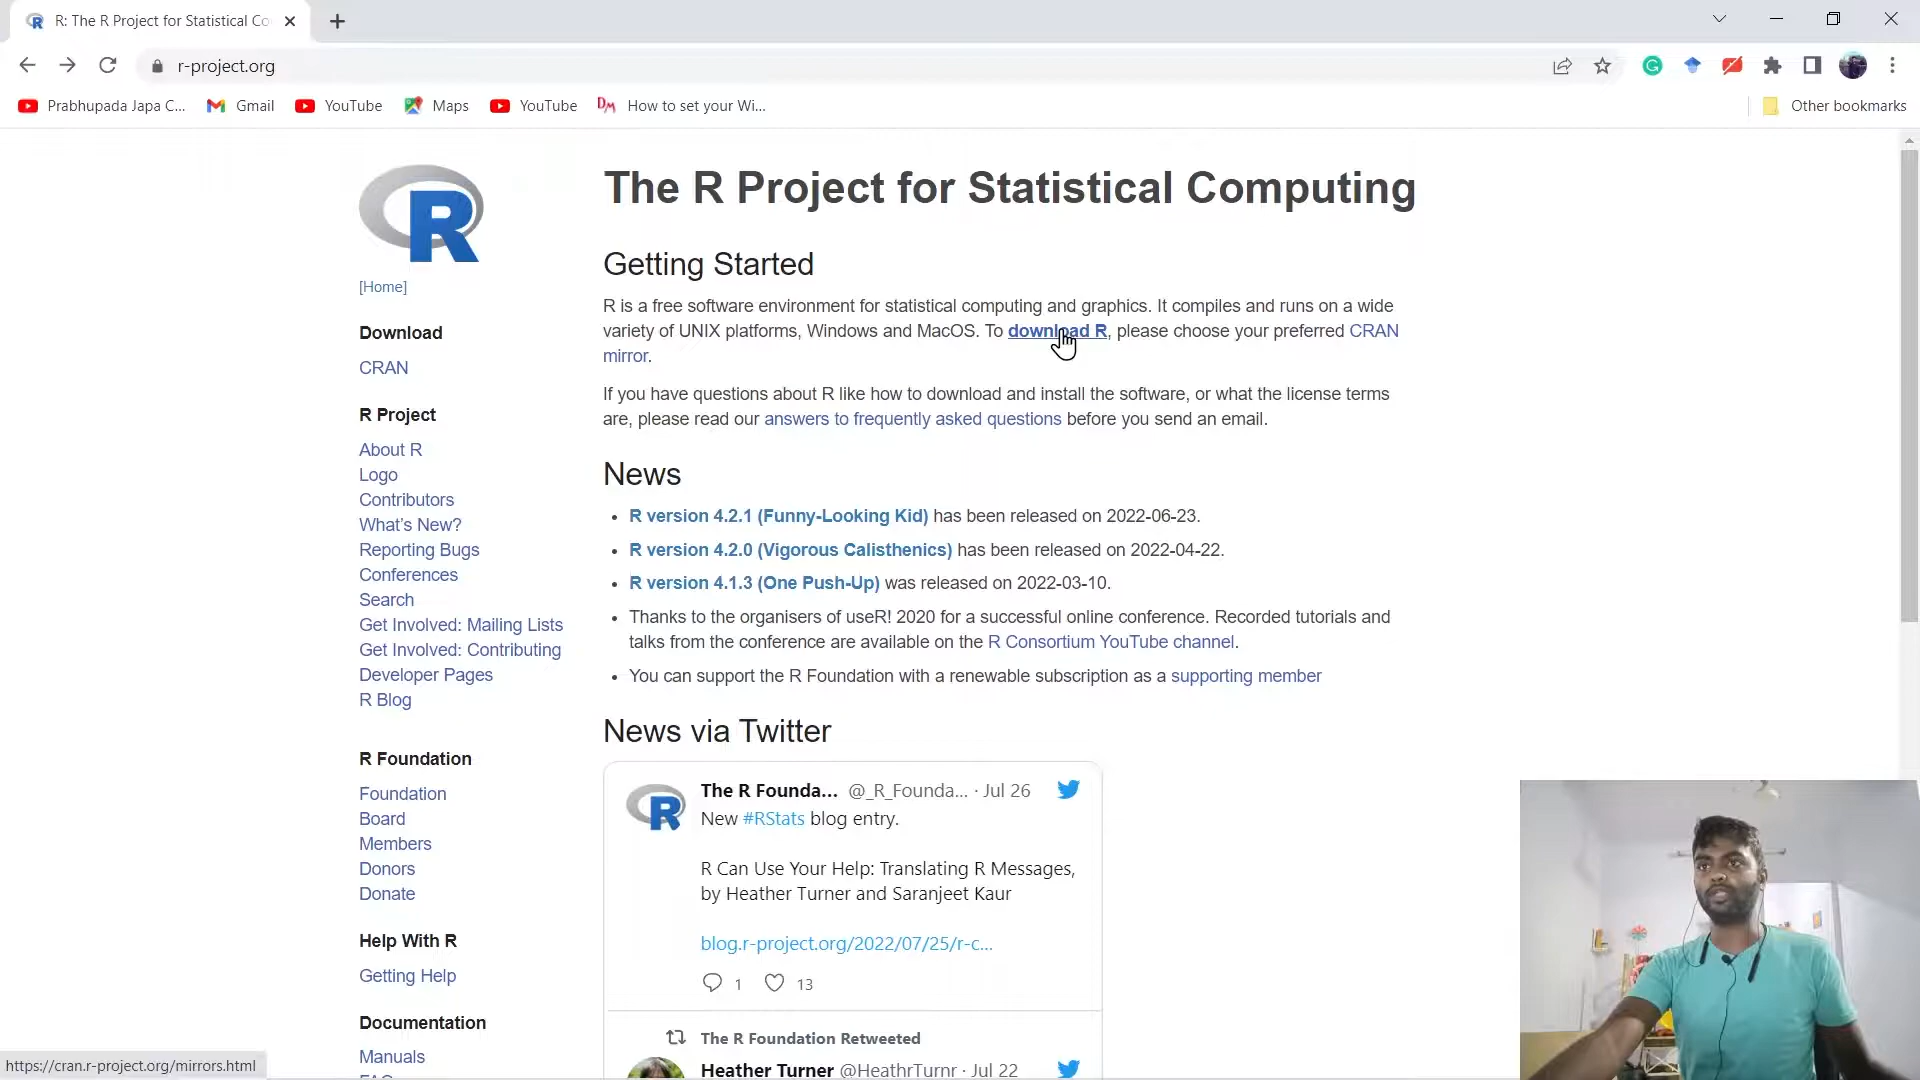 R: The R Project for Statistical Co
r-project.org
Prabhupada Japa C...
Gmail
YouTube
Maps
YouTube
DM
How to set your Wi...
Other bookmarks
R
[Home]
Download
CRAN
R Project
About R
Logo
Contributors
What's New?
Reporting Bugs
Conferences
Search
Get Involved: Mailing Lists
Get Involved: Contributing
Developer Pages
R Blog
R Foundation
Foundation
Board
Members
Donors
Donate
Help With R
Getting Help
Documentation
Manuals
The R Project for Statistical Computing
Getting Started
R is a free software environment for statistical computing and graphics. It compiles and runs on a wide
variety of UNIX platforms, Windows and MacOS. To download R, please choose your preferred CRAN
mirror.
If you have questions about R like how to download and install the software, or what the license terms
are, please read our answers to frequently asked questions before you send an email.
News
R version 4.2.1 (Funny-Looking Kid) has been released on 2022-06-23.
R version 4.2.0 (Vigorous Calisthenics) has been released on 2022-04-22.
R version 4.1.3 (One Push-Up) was released on 2022-03-10.
Thanks to the organisers of useR! 2020 for a successful online conference. Recorded tutorials and
talks from the conference are available on the R Consortium YouTube channel.
You can support the R Foundation with a renewable subscription as a supporting member
News via Twitter
The R Founda... @_R_Founda... · Jul 26
New #RStats blog entry.
R Can Use Your Help: Translating R Messages,
by Heather Turner and Saranjeet Kaur
blog.r-project.org/2022/07/25/r-c...
1 13
The R Foundation Retweeted
Heather Turner @HeathrTurnr · Jul 22
https://cran.r-project.org/mirrors.html